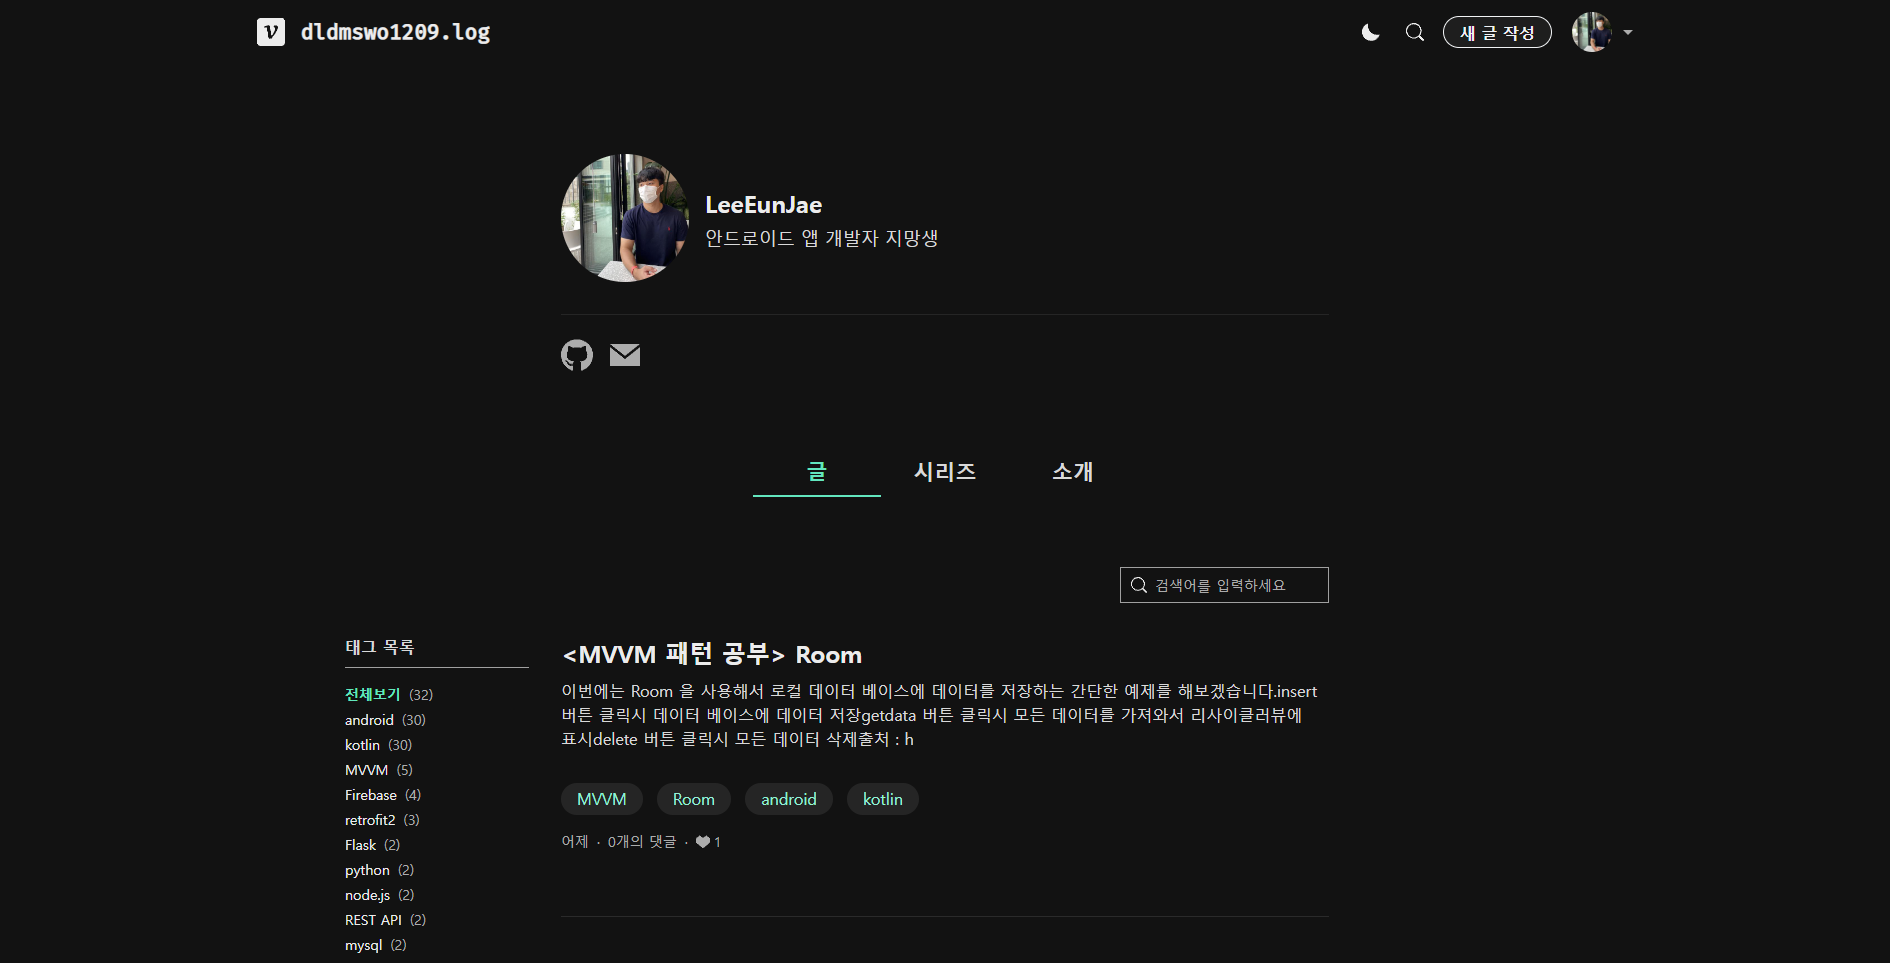 v dldmswo1209.log
새 글 작성
LeeEunJae
안드로이드 앱 개발자 지망생
글 시리즈 소개
검색어를 입력하세요
태그 목록
전체보기 (32)
android (30)
kotlin (30)
MVVM (5)
Firebase (4)
retrofit2 (3)
Flask (2)
python (2)
node.js (2)
REST API (2)
mysql (2)
<MVVM 패턴 공부> Room
이번에는 Room 을 사용해서 로컬 데이터 베이스에 데이터를 저장하는 간단한 예제를 해보겠습니다.insert
버튼 클릭시 데이터 베이스에 데이터 저장getdata 버튼 클릭시 모든 데이터를 가져와서 리사이클러뷰에
표시delete 버튼 클릭시 모든 데이터 삭제출처 : h
MVVM Room android kotlin
어제 · 0개의 댓글 · ♥ 1